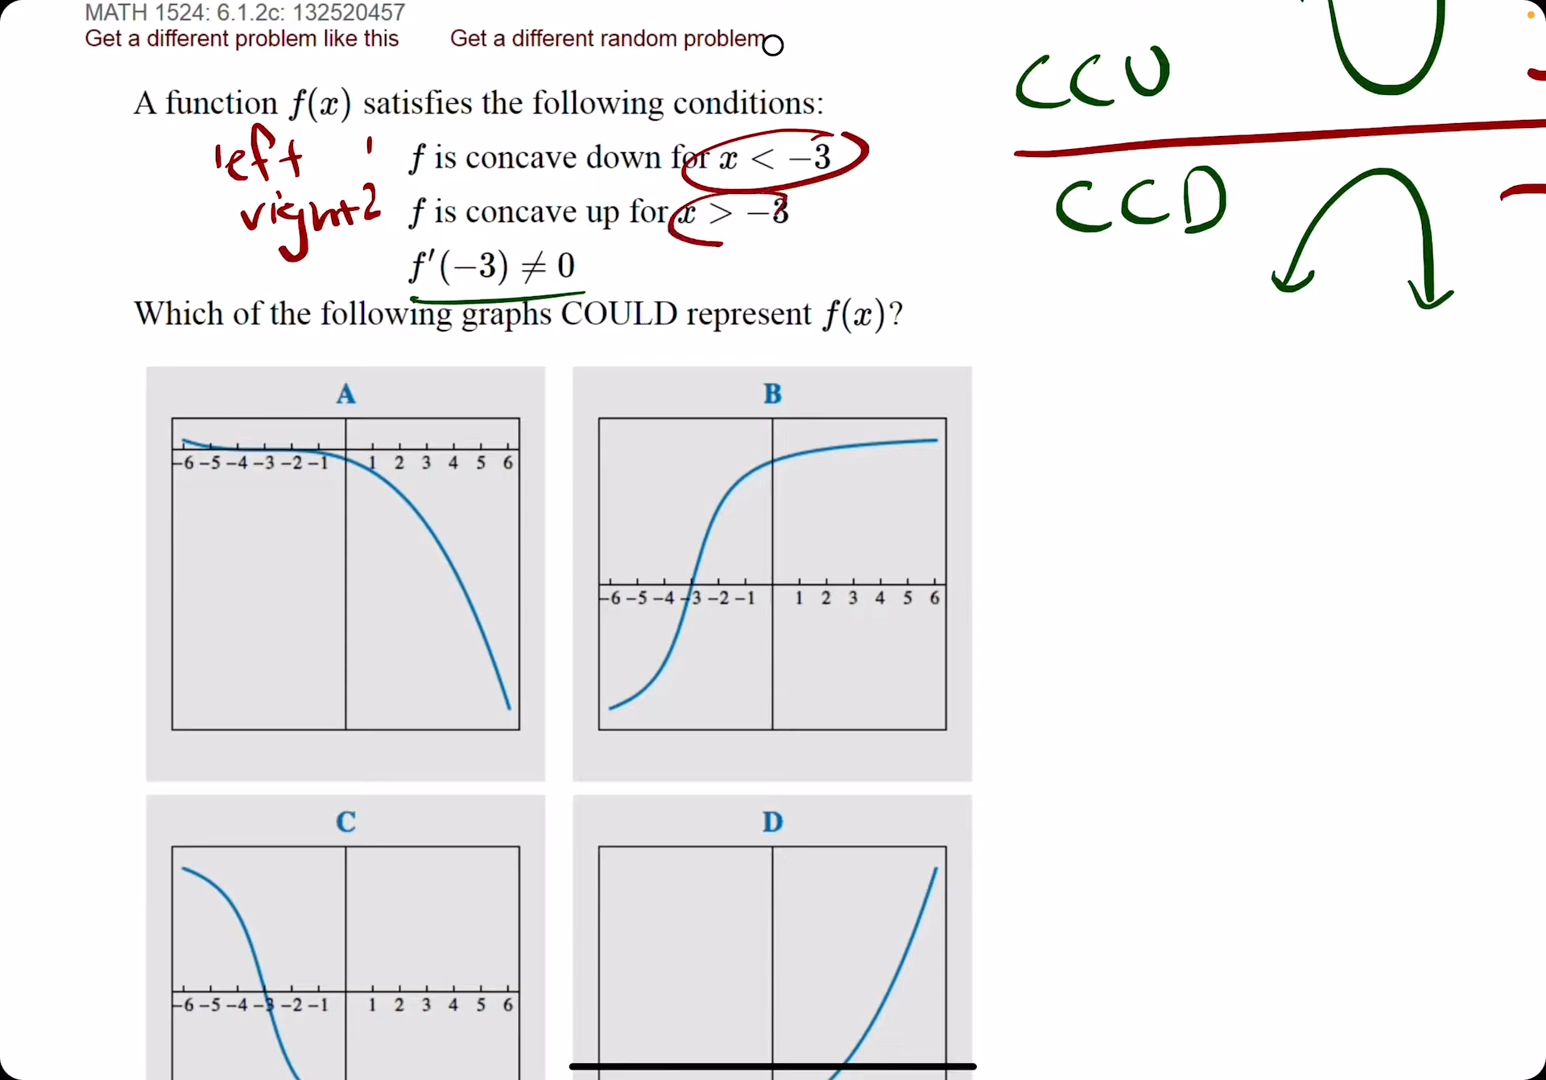 MATH 1524: 6.1.2c: 132520457
Get a different problem like this Get a different random problem
CCU
A function f(x) satisfies the following conditions:
left 1 f is concave down for x < −3
right 2 f is concave up for x > −3
CCD
f′(−3) ≠ 0
Which of the following graphs COULD represent f(x)?
A B
−6 −5 −4 −3 −2 −1 1 2 3 4 5 6
−6 −5 −4 −3 −2 −1 1 2 3 4 5 6
C D
−6 −5 −4 −3 −2 −1 1 2 3 4 5 6